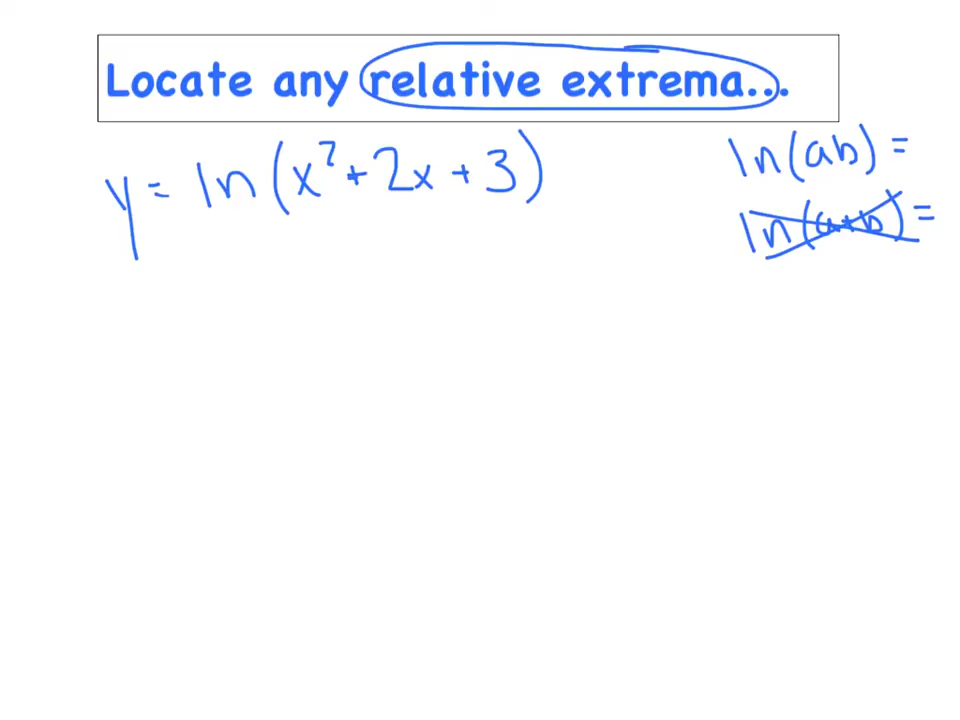 Locate any relative extrema...
y = ln(x² + 2x + 3)
ln(ab) =
ln(a+b) =